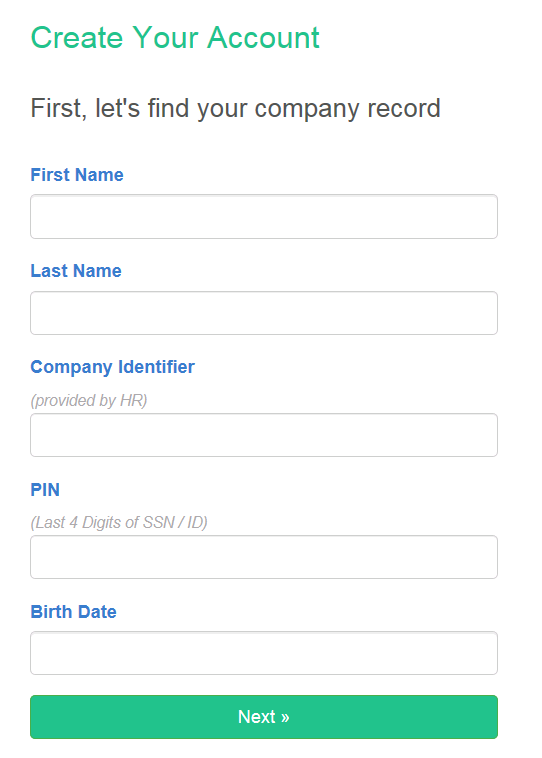 Create Your Account
First, let's find your company record
First Name
Last Name
Company Identifier
(provided by HR)
PIN
(Last 4 Digits of SSN / ID)
Birth Date
Next »